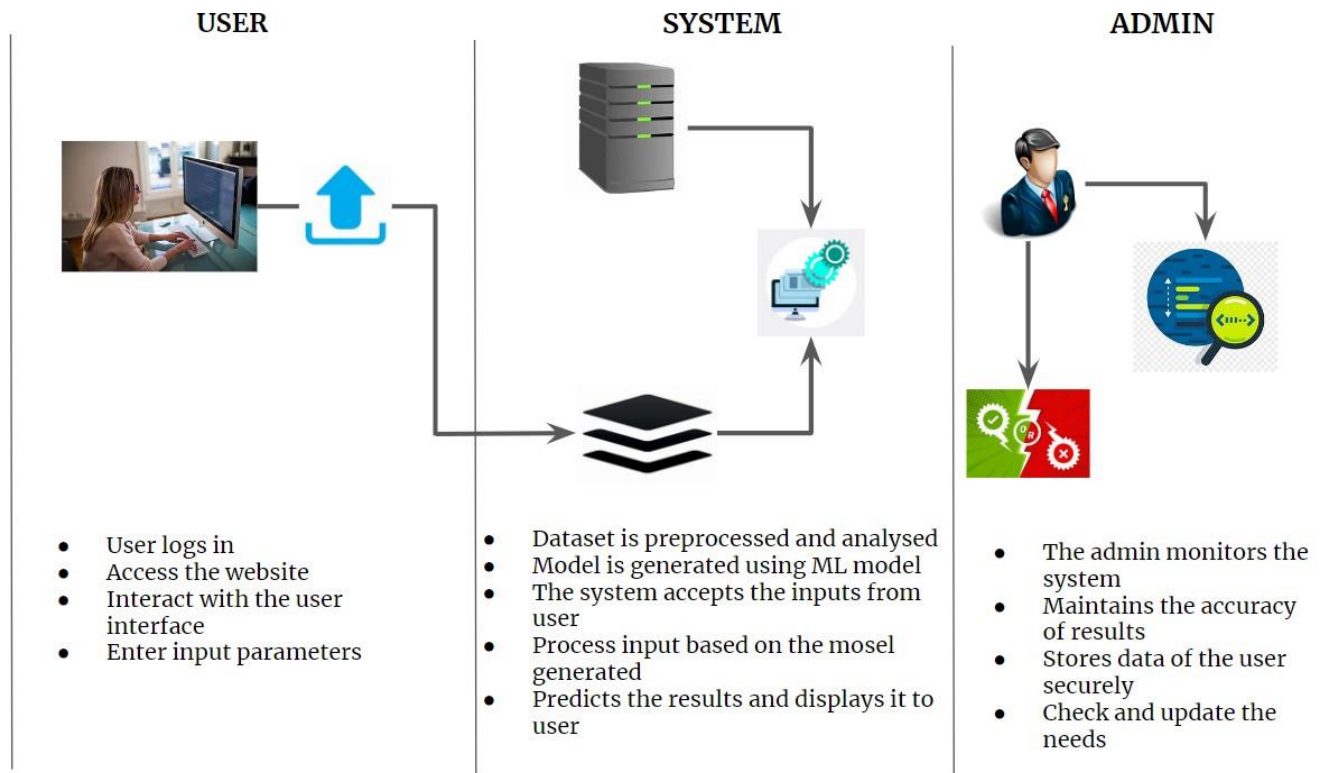 USER
SYSTEM
ADMIN
OR
● User logs in
● Access the website
● Interact with the user
interface
● Enter input parameters
● Dataset is preprocessed and analysed
● Model is generated using ML model
● The system accepts the inputs from
user
● Process input based on the mosel
generated
● Predicts the results and displays it to
user
● The admin monitors the
system
● Maintains the accuracy
of results
● Stores data of the user
securely
● Check and update the
needs